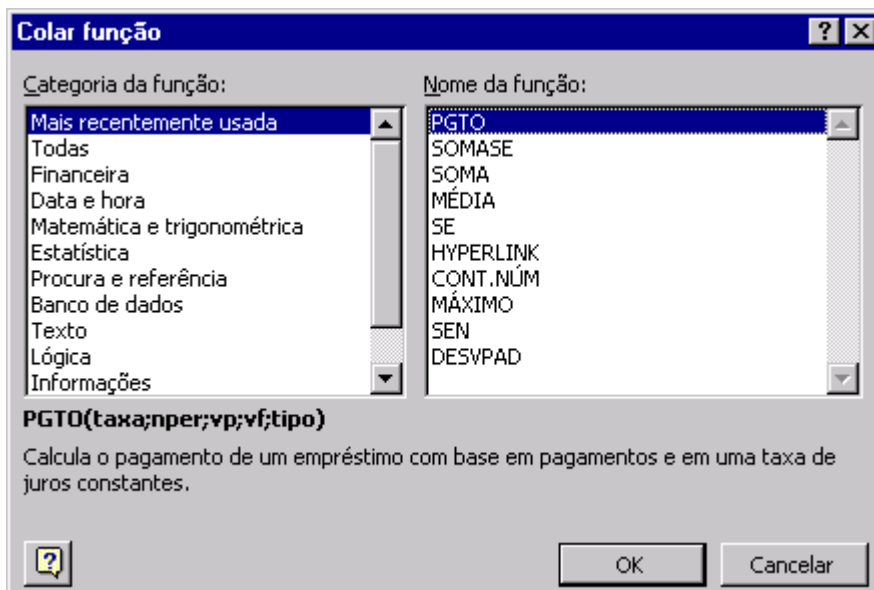 Colar função
Categoria da função:
Mais recentemente usada
Todas
Financeira
Data e hora
Matemática e trigonométrica
Estatística
Procura e referência
Banco de dados
Texto
Lógica
Informações
Nome da função:
PGTO
SOMASE
SOMA
MÉDIA
SE
HYPERLINK
CONT.NÚM
MÁXIMO
SEN
DESVPAD
PGTO(taxa;nper;vp;vf;tipo)
Calcula o pagamento de um empréstimo com base em pagamentos e em uma taxa de
juros constantes.
OK
Cancelar